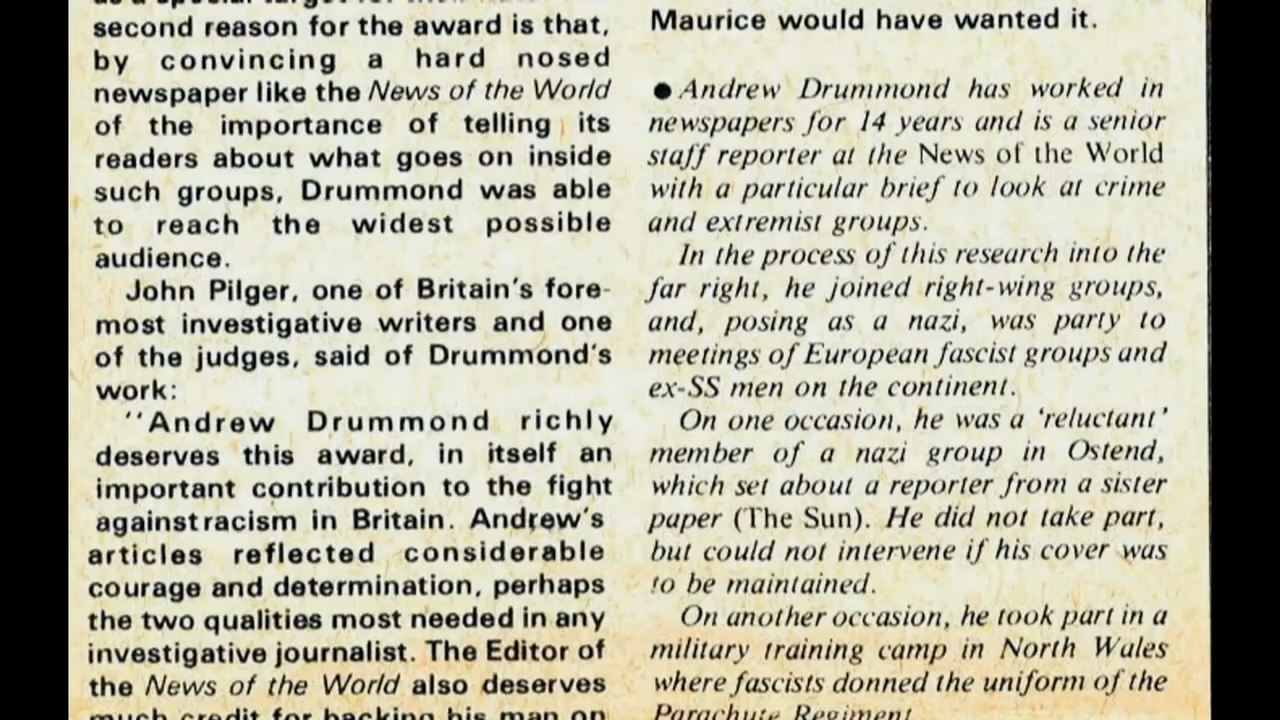 second reason for the award is that,
by convincing a hard nosed
newspaper like the News of the World
of the importance of telling its
readers about what goes on inside
such groups, Drummond was able
to reach the widest possible
audience.
John Pilger, one of Britain's fore-
most investigative writers and one
of the judges, said of Drummond's
work:
"Andrew Drummond richly
deserves this award, in itself an
important contribution to the fight
against racism in Britain. Andrew's
articles reflected considerable
courage and determination, perhaps
the two qualities most needed in any
investigative journalist. The Editor of
the News of the World also deserves
much credit for backing his man on
Maurice would have wanted it.
● Andrew Drummond has worked in
newspapers for 14 years and is a senior
staff reporter at the News of the World
with a particular brief to look at crime
and extremist groups.
In the process of this research into the
far right, he joined right-wing groups,
and, posing as a nazi, was party to
meetings of European fascist groups and
ex-SS men on the continent.
On one occasion, he was a 'reluctant'
member of a nazi group in Ostend,
which set about a reporter from a sister
paper (The Sun). He did not take part,
but could not intervene if his cover was
to be maintained.
On another occasion, he took part in a
military training camp in North Wales
where fascists donned the uniform of the
Parachute Regiment